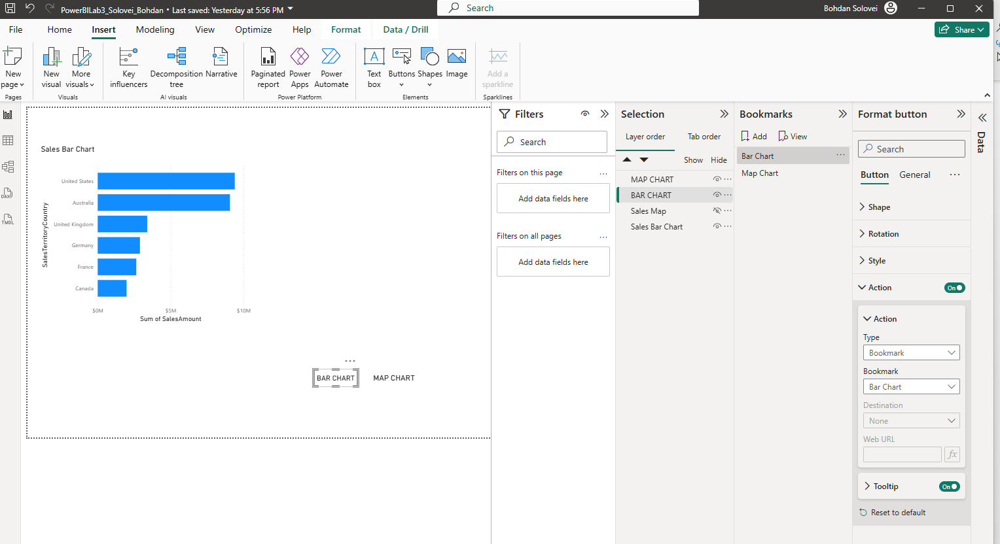 PowerBILab3_Solovei_Bohdan • Last saved: Yesterday at 5:56 PM
Search
Bohdan Solovei
File Home Insert Modeling View Optimize Help Format Data / Drill
Share
New page
New visual
More visuals
Key influencers
Decomposition tree
Narrative
Paginated report
Power Apps
Power Automate
Text box
Buttons
Shapes
Image
Add a sparkline
Pages
Visuals
AI visuals
Power Platform
Elements
Sparklines
DAX
TMDL
Sales Bar Chart
SalesTerritoryCountry
United States
Australia
United Kingdom
Germany
France
Canada
$0M $5M $10M
Sum of SalesAmount
BAR CHART
MAP CHART
Filters
Search
Filters on this page
Add data fields here
Filters on all pages
Add data fields here
Selection
Layer order Tab order
Show Hide
MAP CHART
BAR CHART
Sales Map
Sales Bar Chart
Bookmarks
Add View
Bar Chart
Map Chart
Format button
Search
Button General
Shape
Rotation
Style
Action On
Action
Type
Bookmark
Bookmark
Bar Chart
Destination
None
Web URL
fx
Tooltip On
Reset to default
Data